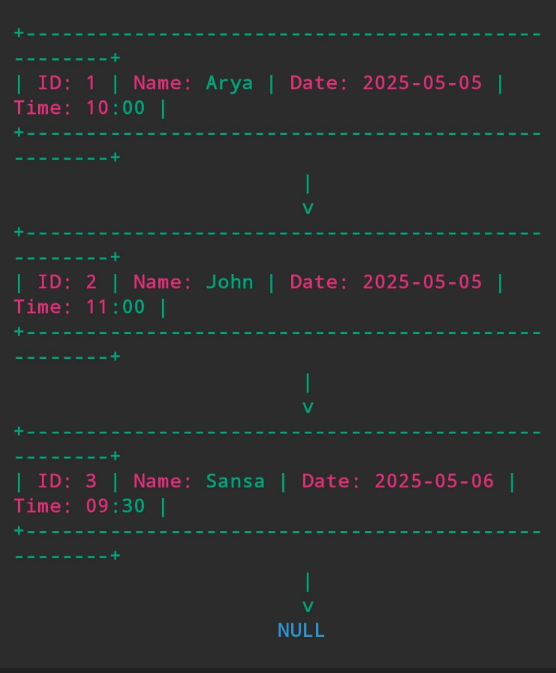 +-------------------------------------------
--------+
| ID: 1 | Name: Arya | Date: 2025-05-05 |
Time: 10:00 |
+-------------------------------------------
--------+
|
v
+-------------------------------------------
--------+
| ID: 2 | Name: John | Date: 2025-05-05 |
Time: 11:00 |
+-------------------------------------------
--------+
|
v
+-------------------------------------------
--------+
| ID: 3 | Name: Sansa | Date: 2025-05-06 |
Time: 09:30 |
+-------------------------------------------
--------+
|
v
NULL